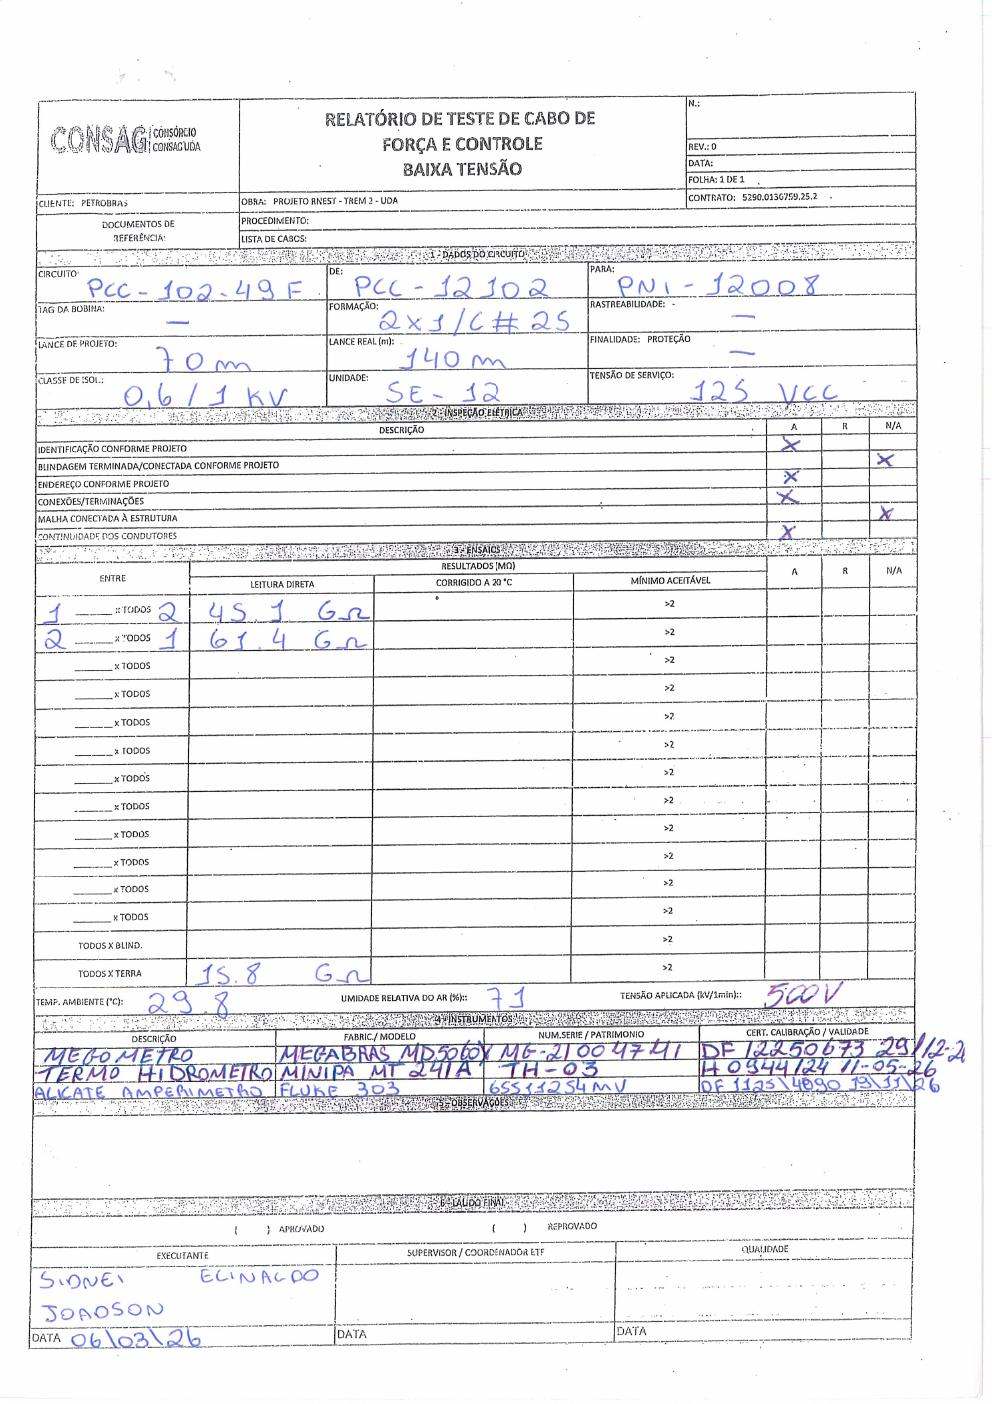 CONSAG CONSÓRCIO CONSAG'UDA
RELATÓRIO DE TESTE DE CABO DE
FORÇA E CONTROLE
BAIXA TENSÃO
N.:
REV.: 0
DATA:
FOLHA: 1 DE 1
CLIENTE: PETROBRAS
OBRA: PROJETO RNEST - TREM 2 - UDA
CONTRATO: 5290.0136759.25.2
DOCUMENTOS DE REFERÊNCIA:
PROCEDIMENTO:
LISTA DE CABOS:
1 - DADOS DO CIRCUITO
CIRCUITO: PCC-102-49F DE: PCC-12102 PARA: PN1-12008
TAG DA BOBINA: — FORMAÇÃO: 2x1/C#25 RASTREABILIDADE: —
LANCE DE PROJETO: 70m LANCE REAL (m): 140m FINALIDADE: PROTEÇÃO —
CLASSE DE ISOL.: 0,6/1 KV UNIDADE: SE-12 TENSÃO DE SERVIÇO: 125 VCC
2 - INSPEÇÃO ELÉTRICA
DESCRIÇÃO A R N/A
IDENTIFICAÇÃO CONFORME PROJETO X
BLINDAGEM TERMINADA/CONECTADA CONFORME PROJETO X
ENDEREÇO CONFORME PROJETO X
CONEXÕES/TERMINAÇÕES X
MALHA CONECTADA À ESTRUTURA X
CONTINUIDADE DOS CONDUTORES X
3 - ENSAIOS
ENTRE RESULTADOS (MΩ) A R N/A
LEITURA DIRETA CORRIGIDO A 20 °C MÍNIMO ACEITÁVEL
1 x TODOS 2 45.1 GΩ >2
2 x TODOS 1 61.4 GΩ >2
x TODOS >2
x TODOS >2
x TODOS >2
x TODOS >2
x TODOS >2
x TODOS >2
x TODOS >2
x TODOS >2
x TODOS >2
x TODOS >2
TODOS X BLIND. >2
TODOS X TERRA 15.8 GΩ >2
TEMP. AMBIENTE (°C): 29.8 UMIDADE RELATIVA DO AR (%):: 71 TENSÃO APLICADA (kV/1min):: 500V
4 - INSTRUMENTOS
DESCRIÇÃO FABRIC./ MODELO NUM.SERIE / PATRIMONIO CERT. CALIBRAÇÃO / VALIDADE
MEGOMETRO MEGABRAS MD5060X MG-21004741 DF 12250673 29/12-2
TERMO HIDROMETRO MINIPA MT 241A TH-03 H 0944/24 11-05-26
ALICATE AMPERIMETRO FLUKE 303 65511254MV DF 1125\4090 19\11\26
5 - OBSERVAÇÕES
6 - LAUDO FINAL
( ) APROVADO ( ) REPROVADO
EXECUTANTE SUPERVISOR / COORDENADOR ETF QUALIDADE
SIDNEI ECINALDO
JOADSON
DATA 06\03\26 DATA DATA